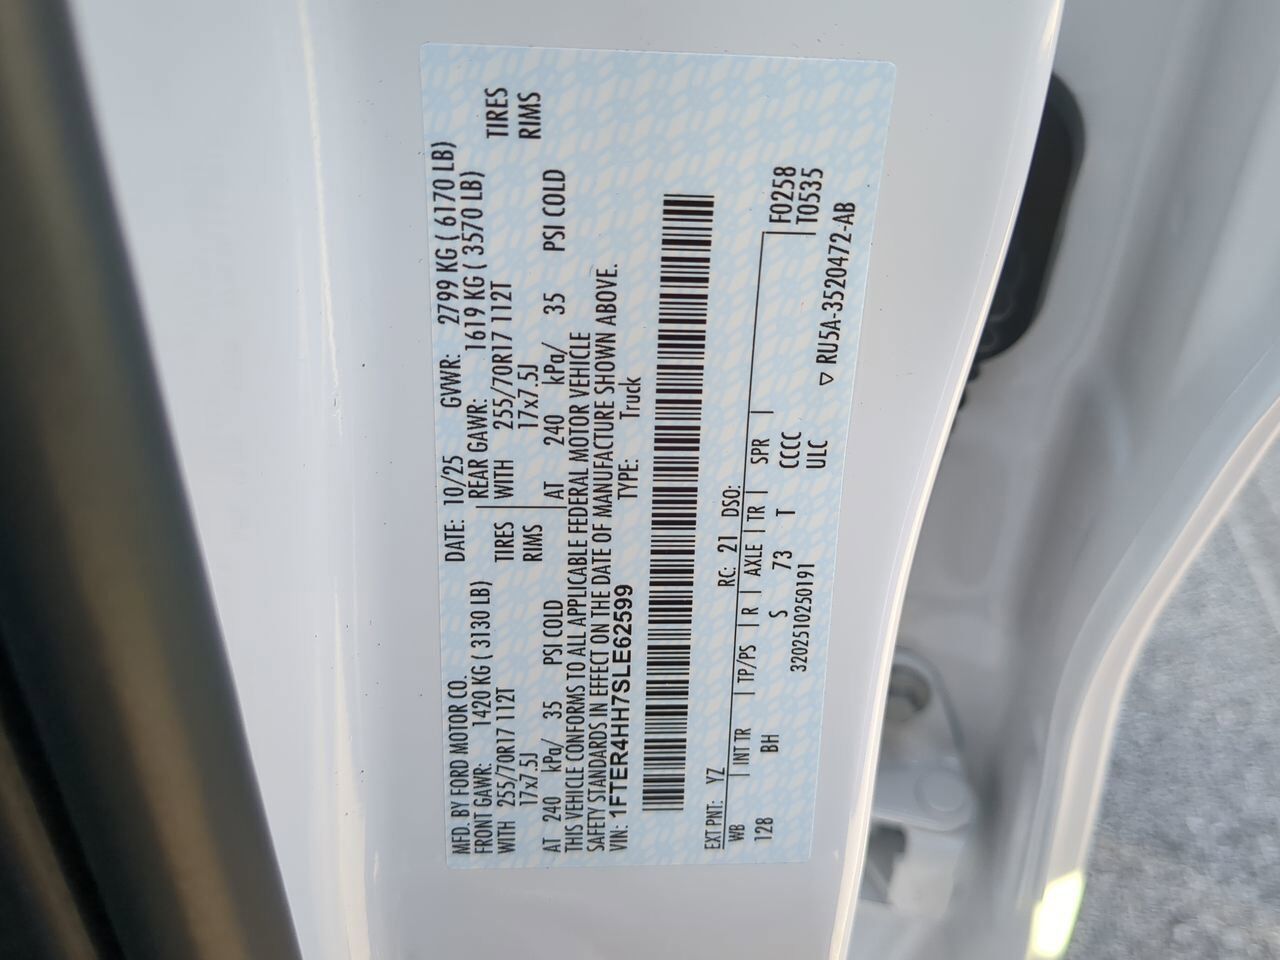 MFD. BY FORD MOTOR CO. DATE: 10/25 GVWR: 2799 KG ( 6170 LB)
FRONT GAWR: 1420 KG ( 3130 LB) REAR GAWR: 1619 KG ( 3570 LB)
WITH 255/70R17 112T TIRES WITH 255/70R17 112T TIRES
17x7.5J RIMS 17x7.5J RIMS
AT 240 kPa/ 35 PSI COLD AT 240 kPa/ 35 PSI COLD
THIS VEHICLE CONFORMS TO ALL APPLICABLE FEDERAL MOTOR VEHICLE
SAFETY STANDARDS IN EFFECT ON THE DATE OF MANUFACTURE SHOWN ABOVE.
VIN: 1FTER4HH7SLE62599 TYPE: Truck
EXT PNT: YZ RC: 21 DSO:
WB INT TR TP/PS R AXLE TR SPR F0258
128 BH S 73 T CCCC T0535
320251025019​1 ULC
▽ RU5A-3520472-AB